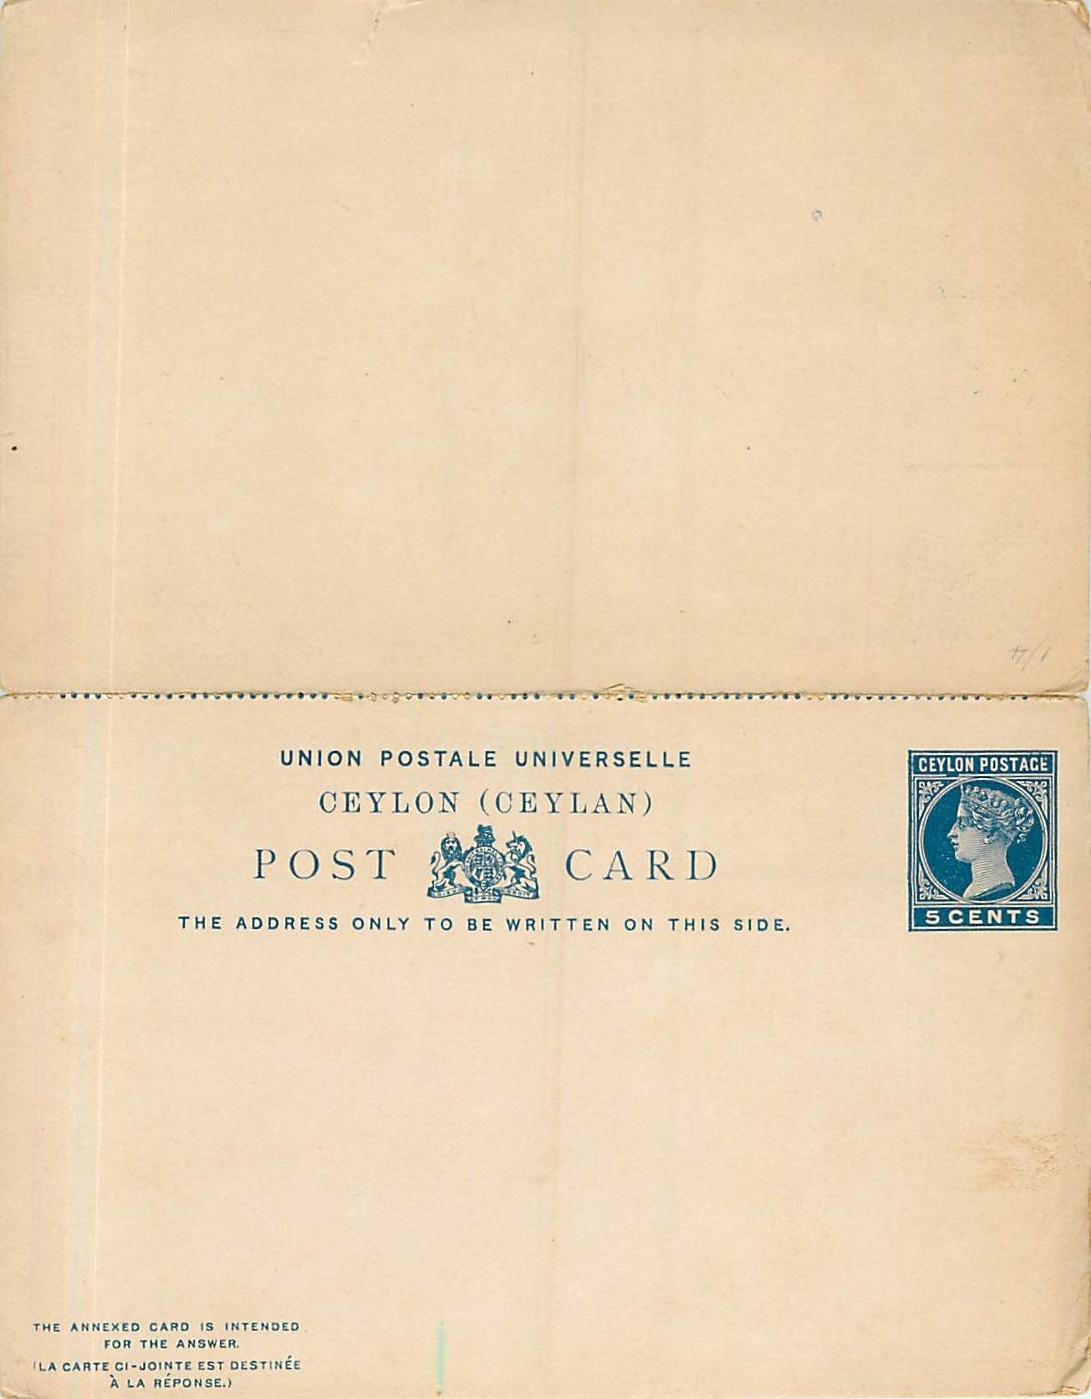 UNION POSTALE UNIVERSELLE
CEYLON (CEYLAN)
POST CARD
THE ADDRESS ONLY TO BE WRITTEN ON THIS SIDE.
CEYLON POSTAGE
5 CENTS
THE ANNEXED CARD IS INTENDED
FOR THE ANSWER.
(LA CARTE CI-JOINTE EST DESTINÉE
À LA RÉPONSE.)